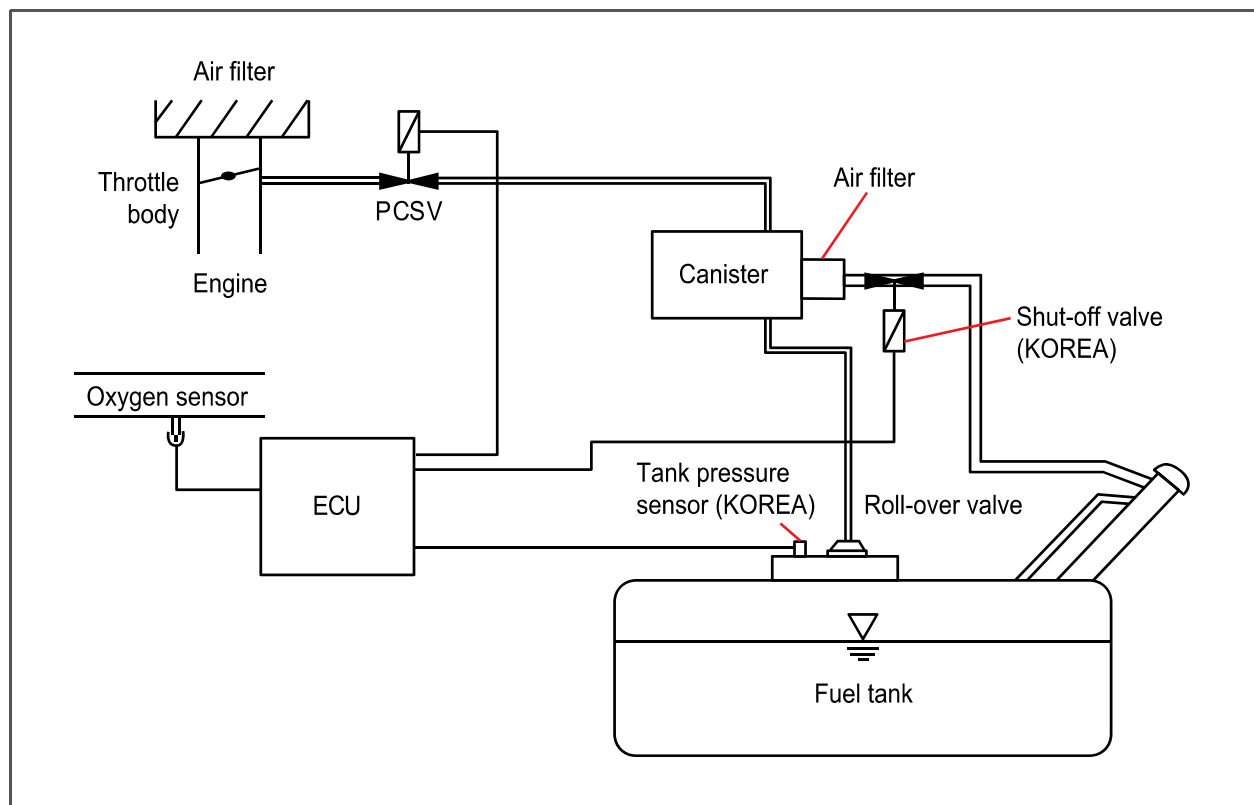 Air filter
Throttle
body
PCSV
Engine
Air filter
Canister
Shut-off valve
(KOREA)
Oxygen sensor
ECU
Tank pressure
sensor (KOREA)
Roll-over valve
Fuel tank